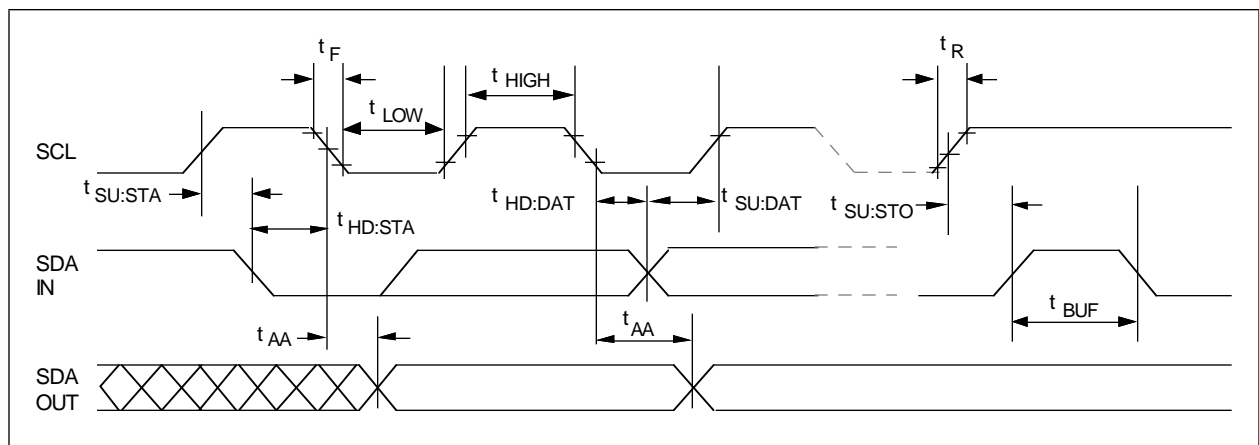 t F
t R
t HIGH
t LOW
SCL
t SU:STA
t HD:STA
t HD:DAT
t SU:DAT
t SU:STO
SDA
IN
t BUF
t AA
t AA
SDA
OUT